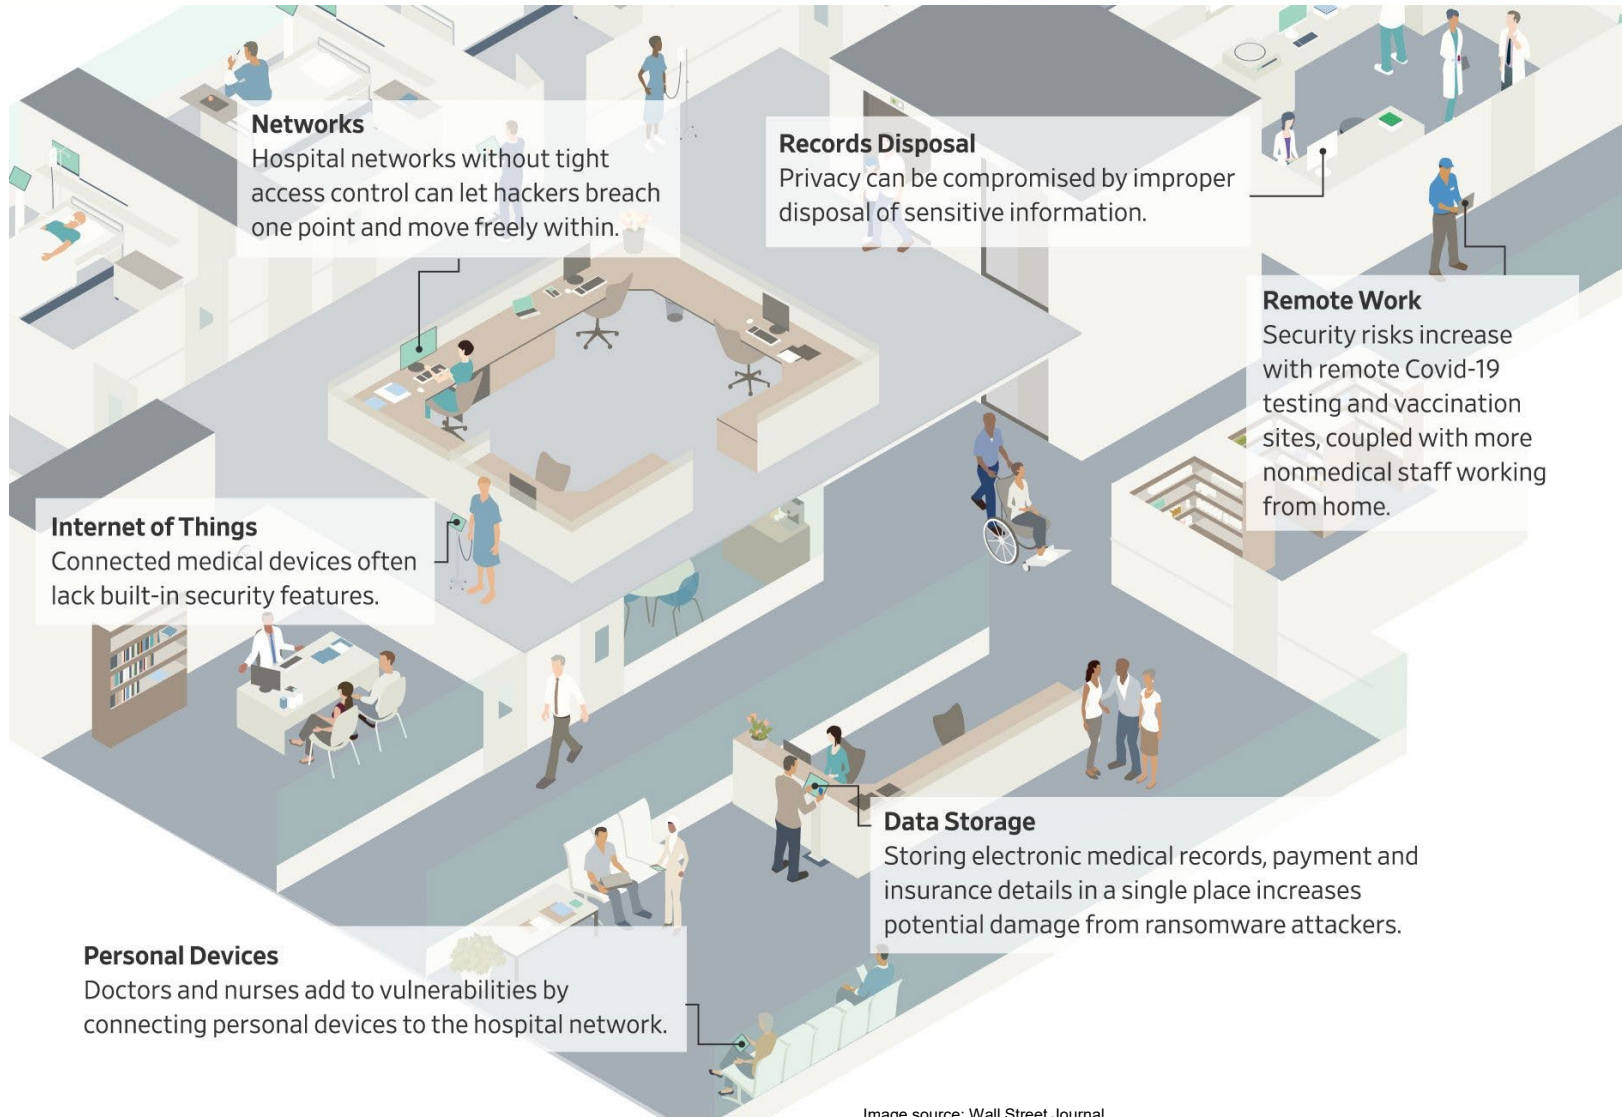 Networks
Hospital networks without tight
access control can let hackers breach
one point and move freely within.
Records Disposal
Privacy can be compromised by improper
disposal of sensitive information.
Remote Work
Security risks increase
with remote Covid-19
testing and vaccination
sites, coupled with more
nonmedical staff working
from home.
Internet of Things
Connected medical devices often
lack built-in security features.
Data Storage
Storing electronic medical records, payment and
insurance details in a single place increases
potential damage from ransomware attackers.
Personal Devices
Doctors and nurses add to vulnerabilities by
connecting personal devices to the hospital network.
Image source: Wall Street Journal